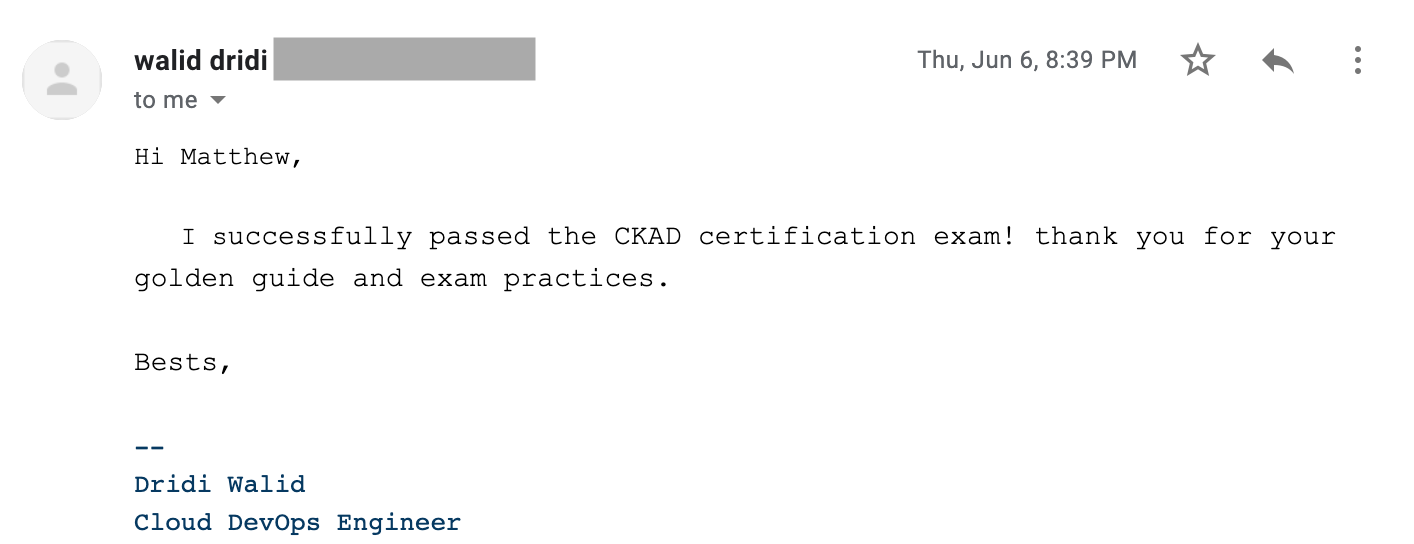 walid dridi
Thu, Jun 6, 8:39 PM
to me
Hi Matthew,
I successfully passed the CKAD certification exam! thank you for your
golden guide and exam practices.
Bests,
--
Dridi Walid
Cloud DevOps Engineer